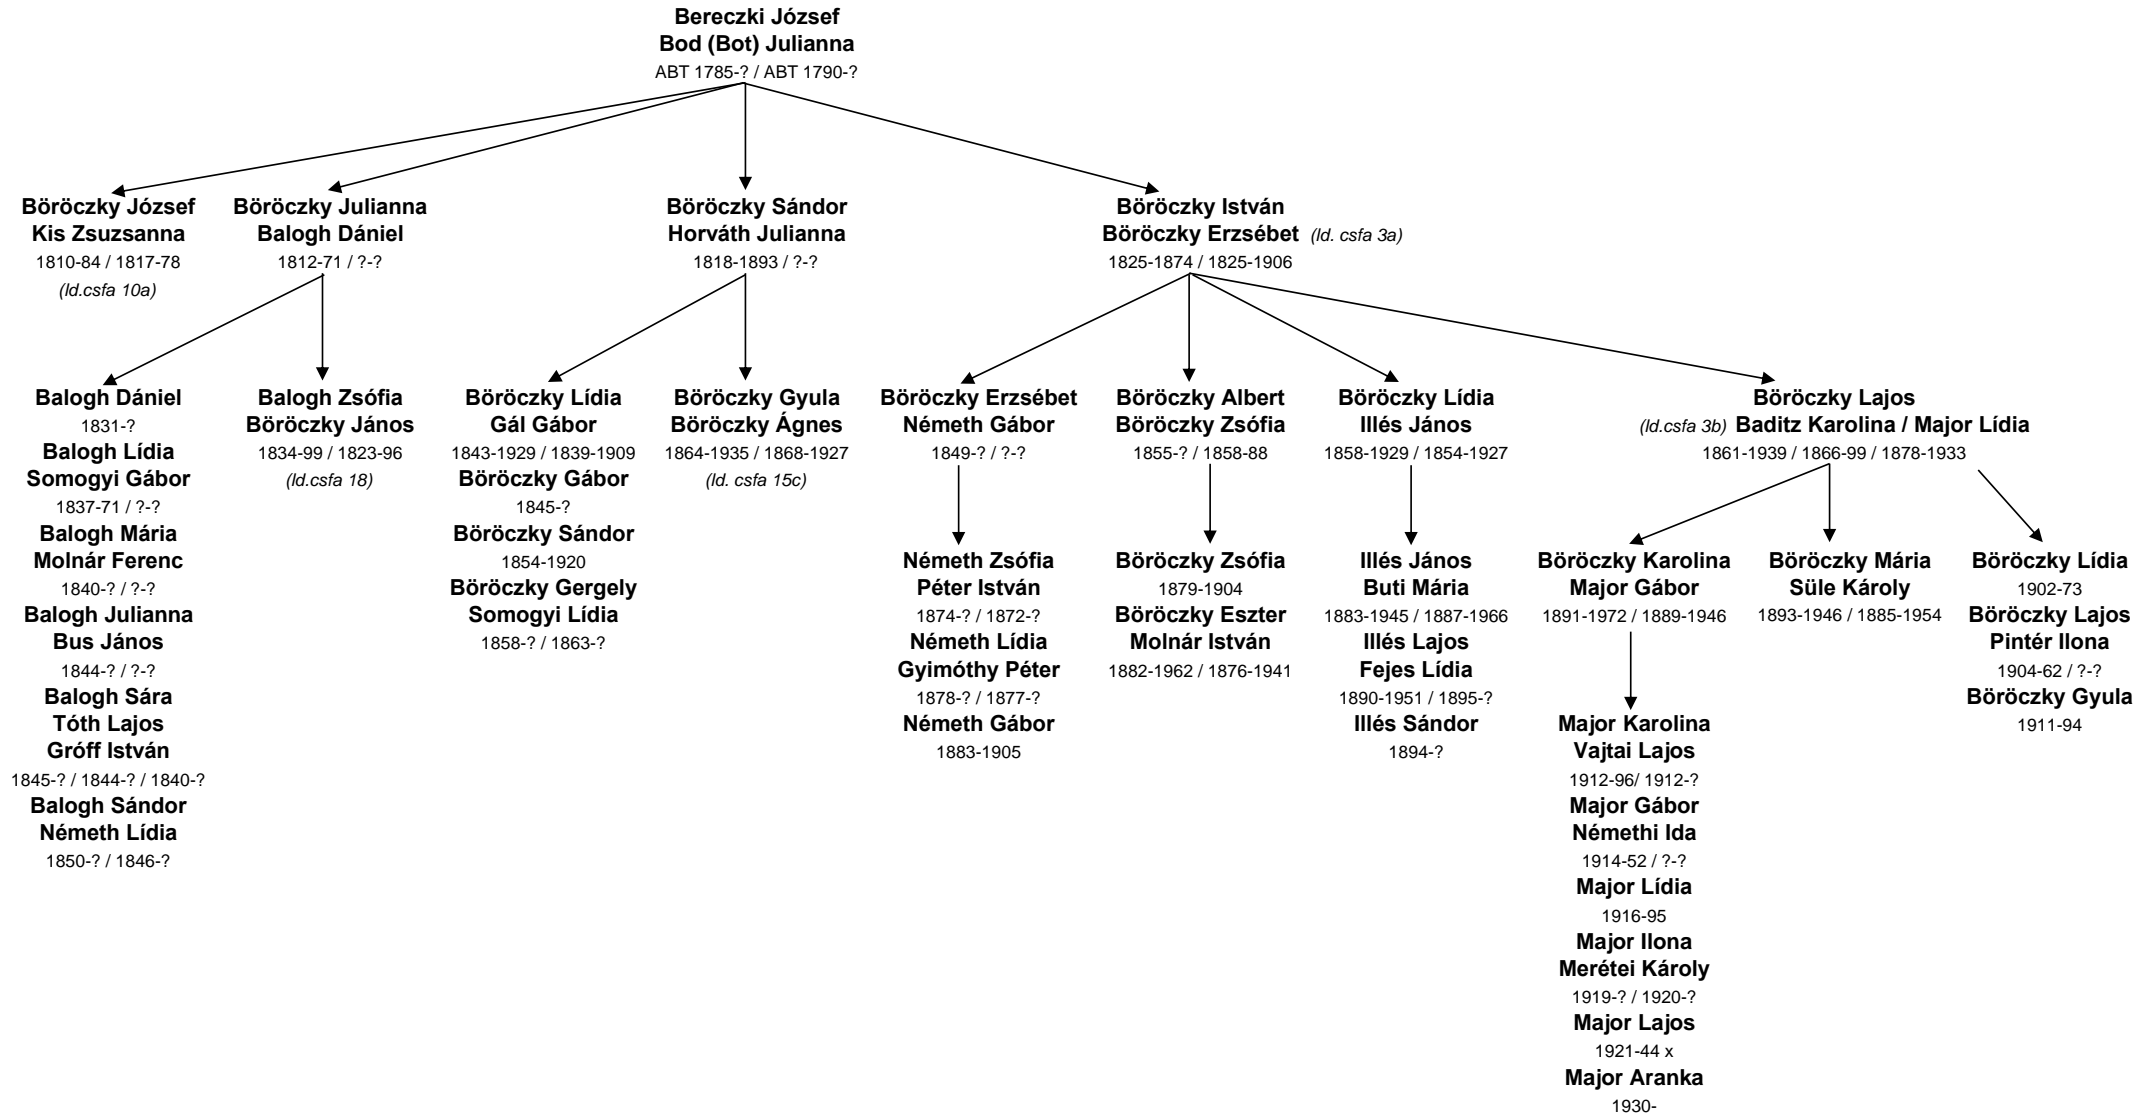 Bereczki József
Bod (Bot) Julianna
ABT 1785-? / ABT 1790-?
Böröczky József
Kis Zsuzsanna
1810-84 / 1817-78
(ld.csfa 10a)
Böröczky Julianna
Balogh Dániel
1812-71 / ?-?
Böröczky Sándor
Horváth Julianna
1818-1893 / ?-?
Böröczky István
Böröczky Erzsébet (ld. csfa 3a)
1825-1874 / 1825-1906
Balogh Dániel
1831-?
Balogh Lídia
Somogyi Gábor
1837-71 / ?-?
Balogh Mária
Molnár Ferenc
1840-? / ?-?
Balogh Julianna
Bus János
1844-? / ?-?
Balogh Sára
Tóth Lajos
Gróff István
1845-? / 1844-? / 1840-?
Balogh Sándor
Németh Lídia
1850-? / 1846-?
Balogh Zsófia
Böröczky János
1834-99 / 1823-96
(ld.csfa 18)
Böröczky Lídia
Gál Gábor
1843-1929 / 1839-1909
Böröczky Gábor
1845-?
Böröczky Sándor
1854-1920
Böröczky Gergely
Somogyi Lídia
1858-? / 1863-?
Böröczky Gyula
Böröczky Ágnes
1864-1935 / 1868-1927
(ld. csfa 15c)
Böröczky Erzsébet
Németh Gábor
1849-? / ?-?
Németh Zsófia
Péter István
1874-? / 1872-?
Németh Lídia
Gyimóthy Péter
1878-? / 1877-?
Németh Gábor
1883-1905
Böröczky Albert
Böröczky Zsófia
1855-? / 1858-88
Böröczky Zsófia
1879-1904
Böröczky Eszter
Molnár István
1882-1962 / 1876-1941
Böröczky Lídia
Illés János
1858-1929 / 1854-1927
Illés János
Buti Mária
1883-1945 / 1887-1966
Illés Lajos
Fejes Lídia
1890-1951 / 1895-?
Illés Sándor
1894-?
Böröczky Lajos
(ld.csfa 3b) Baditz Karolina / Major Lídia
1861-1939 / 1866-99 / 1878-1933
Böröczky Karolina
Major Gábor
1891-1972 / 1889-1946
Major Karolina
Vajtai Lajos
1912-96/ 1912-?
Major Gábor
Némethi Ida
1914-52 / ?-?
Major Lídia
1916-95
Major Ilona
Merétei Károly
1919-? / 1920-?
Major Lajos
1921-44 x
Major Aranka
1930-
Böröczky Mária
Süle Károly
1893-1946 / 1885-1954
Böröczky Lídia
1902-73
Böröczky Lajos
Pintér Ilona
1904-62 / ?-?
Böröczky Gyula
1911-94